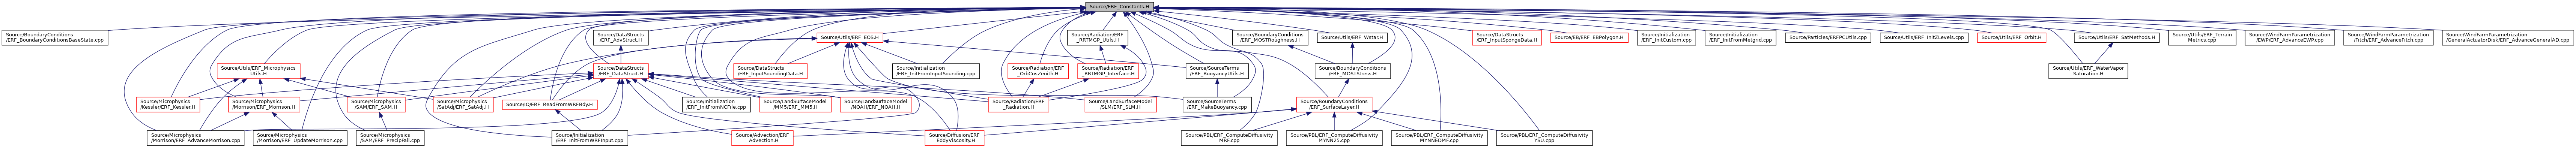 Source/ERF_Constants.H
Source/BoundaryConditions
/ERF_BoundaryConditionsBaseState.cpp
Source/DataStructs
/ERF_AdvStruct.H
Source/Utils/ERF_EOS.H
Source/Radiation/ERF
_RRTMGP_Utils.H
Source/BoundaryConditions
/ERF_MOSTRoughness.H
Source/Utils/ERF_Wstar.H
Source/DataStructs
/ERF_InputSpongeData.H
Source/EB/ERF_EBPolygon.H
Source/Initialization
/ERF_InitCustom.cpp
Source/Initialization
/ERF_InitFromMetgrid.cpp
Source/Particles/ERFPCUtils.cpp
Source/Utils/ERF_InitZLevels.cpp
Source/Utils/ERF_Orbit.H
Source/Utils/ERF_SatMethods.H
Source/Utils/ERF_Terrain
Metrics.cpp
Source/WindFarmParametrization
/EWP/ERF_AdvanceEWP.cpp
Source/WindFarmParametrization
/Fitch/ERF_AdvanceFitch.cpp
Source/WindFarmParametrization
/GeneralActuatorDisk/ERF_AdvanceGeneralAD.cpp
Source/Utils/ERF_Microphysics
Utils.H
Source/DataStructs
/ERF_DataStruct.H
Source/DataStructs
/ERF_InputSoundingData.H
Source/Initialization
/ERF_InitFromInputSounding.cpp
Source/Radiation/ERF
_OrbCosZenith.H
Source/Radiation/ERF
_RRTMGP_Interface.H
Source/SourceTerms
/ERF_BuoyancyUtils.H
Source/BoundaryConditions
/ERF_MOSTStress.H
Source/Utils/ERF_WaterVapor
Saturation.H
Source/Microphysics
/Kessler/ERF_Kessler.H
Source/Microphysics
/Morrison/ERF_Morrison.H
Source/Microphysics
/SAM/ERF_SAM.H
Source/Microphysics
/SatAdj/ERF_SatAdj.H
Source/IO/ERF_ReadFromWRFBdy.H
Source/Initialization
/ERF_InitFromNCFile.cpp
Source/LandSurfaceModel
/MM5/ERF_MM5.H
Source/LandSurfaceModel
/NOAH/ERF_NOAH.H
Source/Radiation/ERF
_Radiation.H
Source/LandSurfaceModel
/SLM/ERF_SLM.H
Source/SourceTerms
/ERF_MakeBuoyancy.cpp
Source/BoundaryConditions
/ERF_SurfaceLayer.H
Source/Microphysics
/Morrison/ERF_AdvanceMorrison.cpp
Source/Microphysics
/Morrison/ERF_UpdateMorrison.cpp
Source/Microphysics
/SAM/ERF_PrecipFall.cpp
Source/Initialization
/ERF_InitFromWRFInput.cpp
Source/Advection/ERF
_Advection.H
Source/Diffusion/ERF
_EddyViscosity.H
Source/PBL/ERF_ComputeDiffusivity
MRF.cpp
Source/PBL/ERF_ComputeDiffusivity
MYNN25.cpp
Source/PBL/ERF_ComputeDiffusivity
MYNNEDMF.cpp
Source/PBL/ERF_ComputeDiffusivity
YSU.cpp